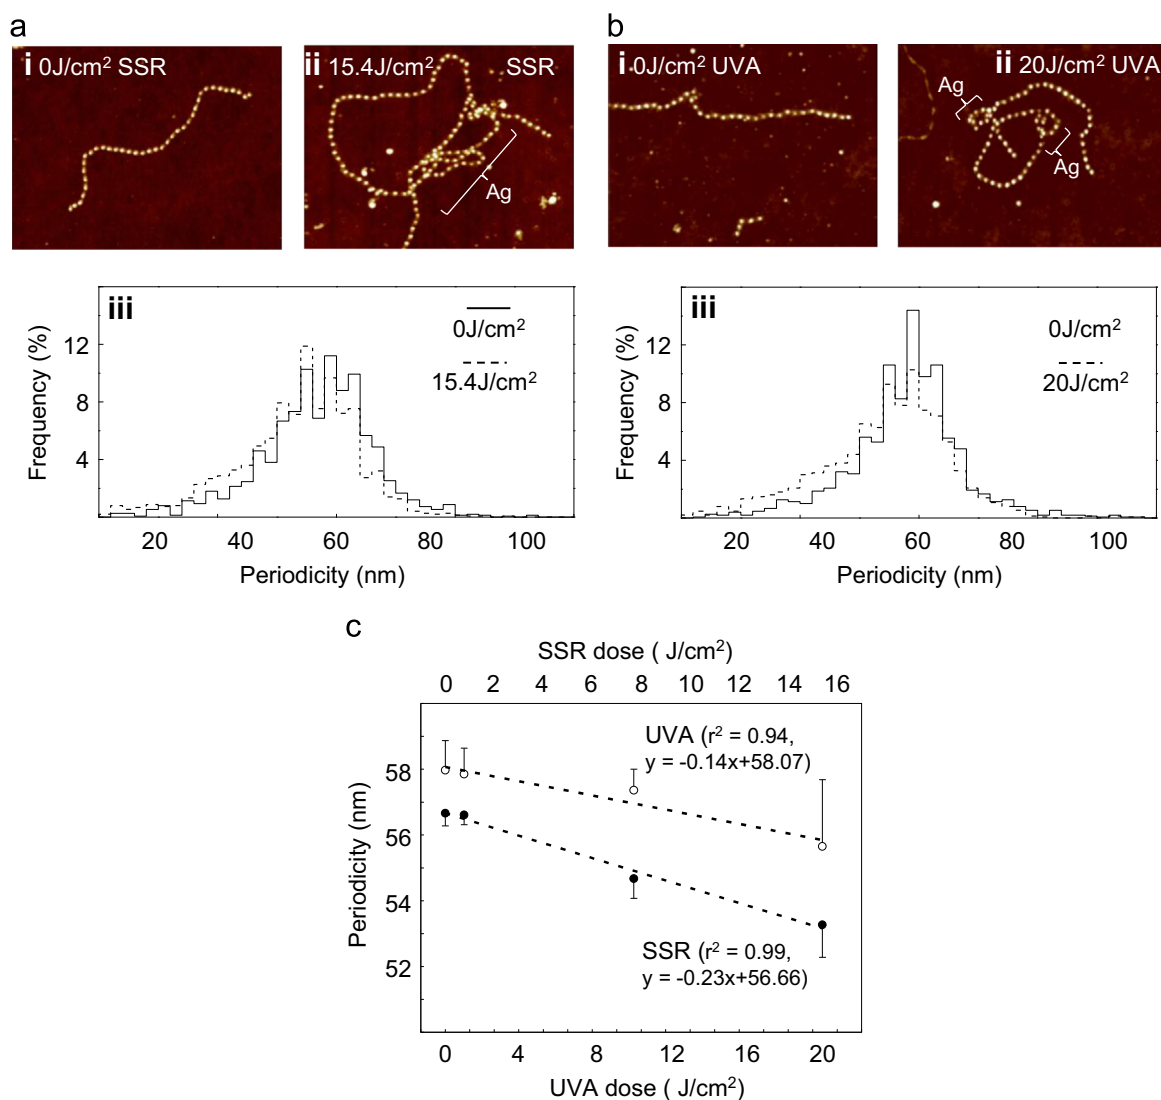 a
b
i 0J/cm² SSR
ii 15.4J/cm² SSR
Ag
i 0J/cm² UVA
ii 20J/cm² UVA
Ag
Ag
iii
0J/cm²
15.4J/cm²
Frequency (%)
12
8
4
20 40 60 80 100
Periodicity (nm)
iii
0J/cm²
20J/cm²
Frequency (%)
12
8
4
20 40 60 80 100
Periodicity (nm)
c
SSR dose ( J/cm²)
0 2 4 6 7 8 10 12 14 16
UVA (r² = 0.94,
y = -0.14x+58.07)
Periodicity (nm)
58
56
54
52
SSR (r² = 0.99,
y = -0.23x+56.66)
0 4 8 12 16 20
UVA dose ( J/cm²)